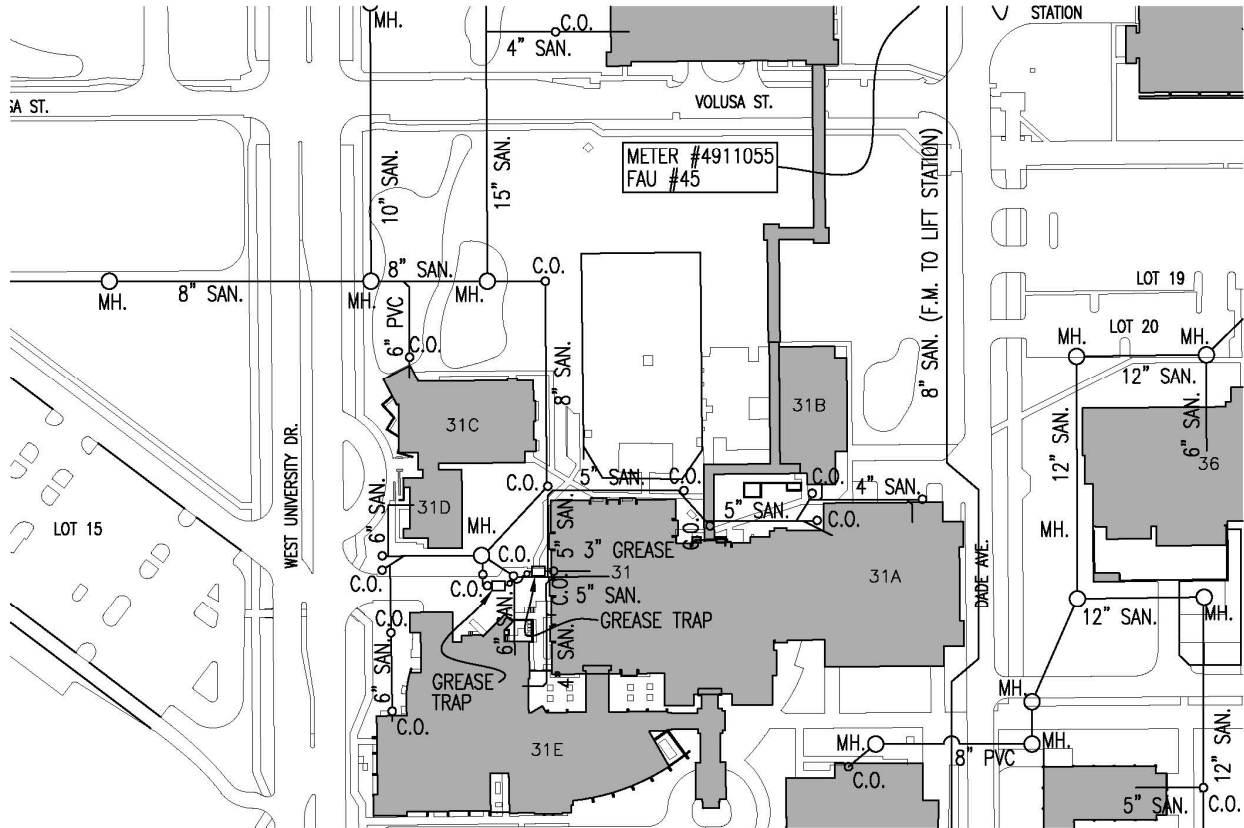 MH.
C.O.
4" SAN.
STATION
SA ST.
VOLUSA ST.
METER #4911055
FAU #45
10" SAN.
15" SAN.
8" SAN. (F.M. TO LIFT STATION)
8" SAN.
C.O.
MH.
8" SAN.
MH.
MH.
6" PVC
C.O.
8" SAN.
LOT 19
LOT 20
MH.
MH.
12" SAN.
31C
31B
12" SAN.
6" SAN.
36
WEST UNIVERSITY DR.
LOT 15
C.O.
5" SAN.
C.O.
C.O.
4" SAN.
6" SAN.
31D
MH.
5" SAN.
C.O.
5" SAN.
C.O.
MH.
C.O.
3" GREASE
31
31A
C.O.
C.O.
C.O.
5" SAN.
DADE AVE.
C.O.
6" SAN.
GREASE TRAP
12" SAN.
MH.
6" SAN.
4" SAN.
GREASE
TRAP
MH.
C.O.
31E
MH.
MH.
8" PVC
12" SAN.
C.O.
5" SAN.
C.O.